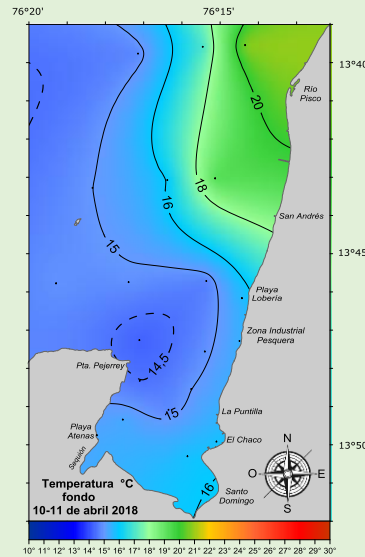 76°20' 76°15'
13°40'
Río
Pisco
20
18
16
San Andrés
15
13°45'
Playa
Lobería
Zona Industrial
Pesquera
14,5
Pta. Pejerrey
15
La Puntilla
Playa
Atenas
El Chaco
13°50'
N
Sequión
O E
S
16
Santo
Domingo
Temperatura °C
fondo
10-11 de abril 2018
10° 11° 12° 13° 14° 15° 16° 17° 18° 19° 20° 21° 22° 23° 24° 25° 26° 27° 28° 29° 30°